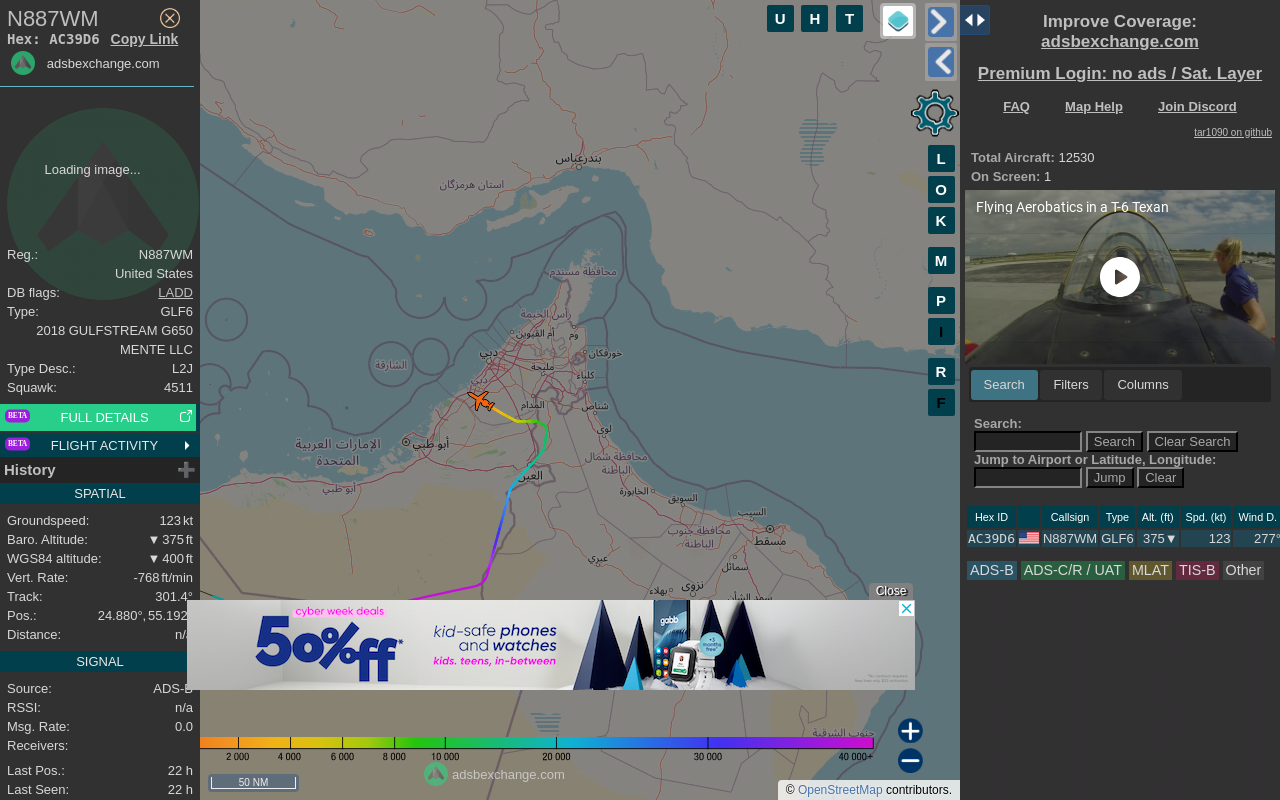 N887WM
Hex: AC39D6 Copy Link
adsbexchange.com
Loading image...
Reg.: N887WM
United States
DB flags: LADD
Type: GLF6
2018 GULFSTREAM G650
MENTE LLC
Type Desc.: L2J
Squawk: 4511
BETA FULL DETAILS
BETA FLIGHT ACTIVITY
History
SPATIAL
Groundspeed: 123 kt
Baro. Altitude: ▼ 375 ft
WGS84 altitude: ▼ 400 ft
Vert. Rate: -768 ft/min
Track: 301.4°
Pos.: 24.880°, 55.192
Distance: n/a
SIGNAL
Source: ADS-B
RSSI: n/a
Msg. Rate: 0.0
Receivers:
Last Pos.: 22 h
Last Seen: 22 h
U H T
L
O
K
M
P
I
R
F
بندرعباس
استان هرمزگان
محافظة مسندم
رأس الخيمة
أم القيوين
وم
دبي
دبي
خورفكان
الشارقة
مليحة
كلباء
المدام
شناص
أبو ظبي
الإمارات العربية
المتحدة
لوى
محافظة شمال
الباطنة
العين
أبو ظبي
الخابورة
السويق
السيب
محافظة جنوب
الباطنة
مسقط
عبري
سمائل
نزوى
بهلاء
سمد الشأن
جنوب الشرقية
Close
cyber week deals
50%ff*
kid-safe phones
and watches
kids. teens, in-between
gabb
+3
months
free*
2 000 4 000 6 000 8 000 10 000 20 000 30 000 40 000+
adsbexchange.com
50 NM
© OpenStreetMap contributors.
Improve Coverage:
adsbexchange.com
Premium Login: no ads / Sat. Layer
FAQ Map Help Join Discord
tar1090 on github
Total Aircraft: 12530
On Screen: 1
Flying Aerobatics in a T-6 Texan
Search Filters Columns
Search:
Search Clear Search
Jump to Airport or Latitude, Longitude:
Jump Clear
Hex ID Callsign Type Alt. (ft) Spd. (kt) Wind D.
AC39D6 N887WM GLF6 375▼ 123 277°
ADS-B ADS-C/R / UAT MLAT TIS-B Other